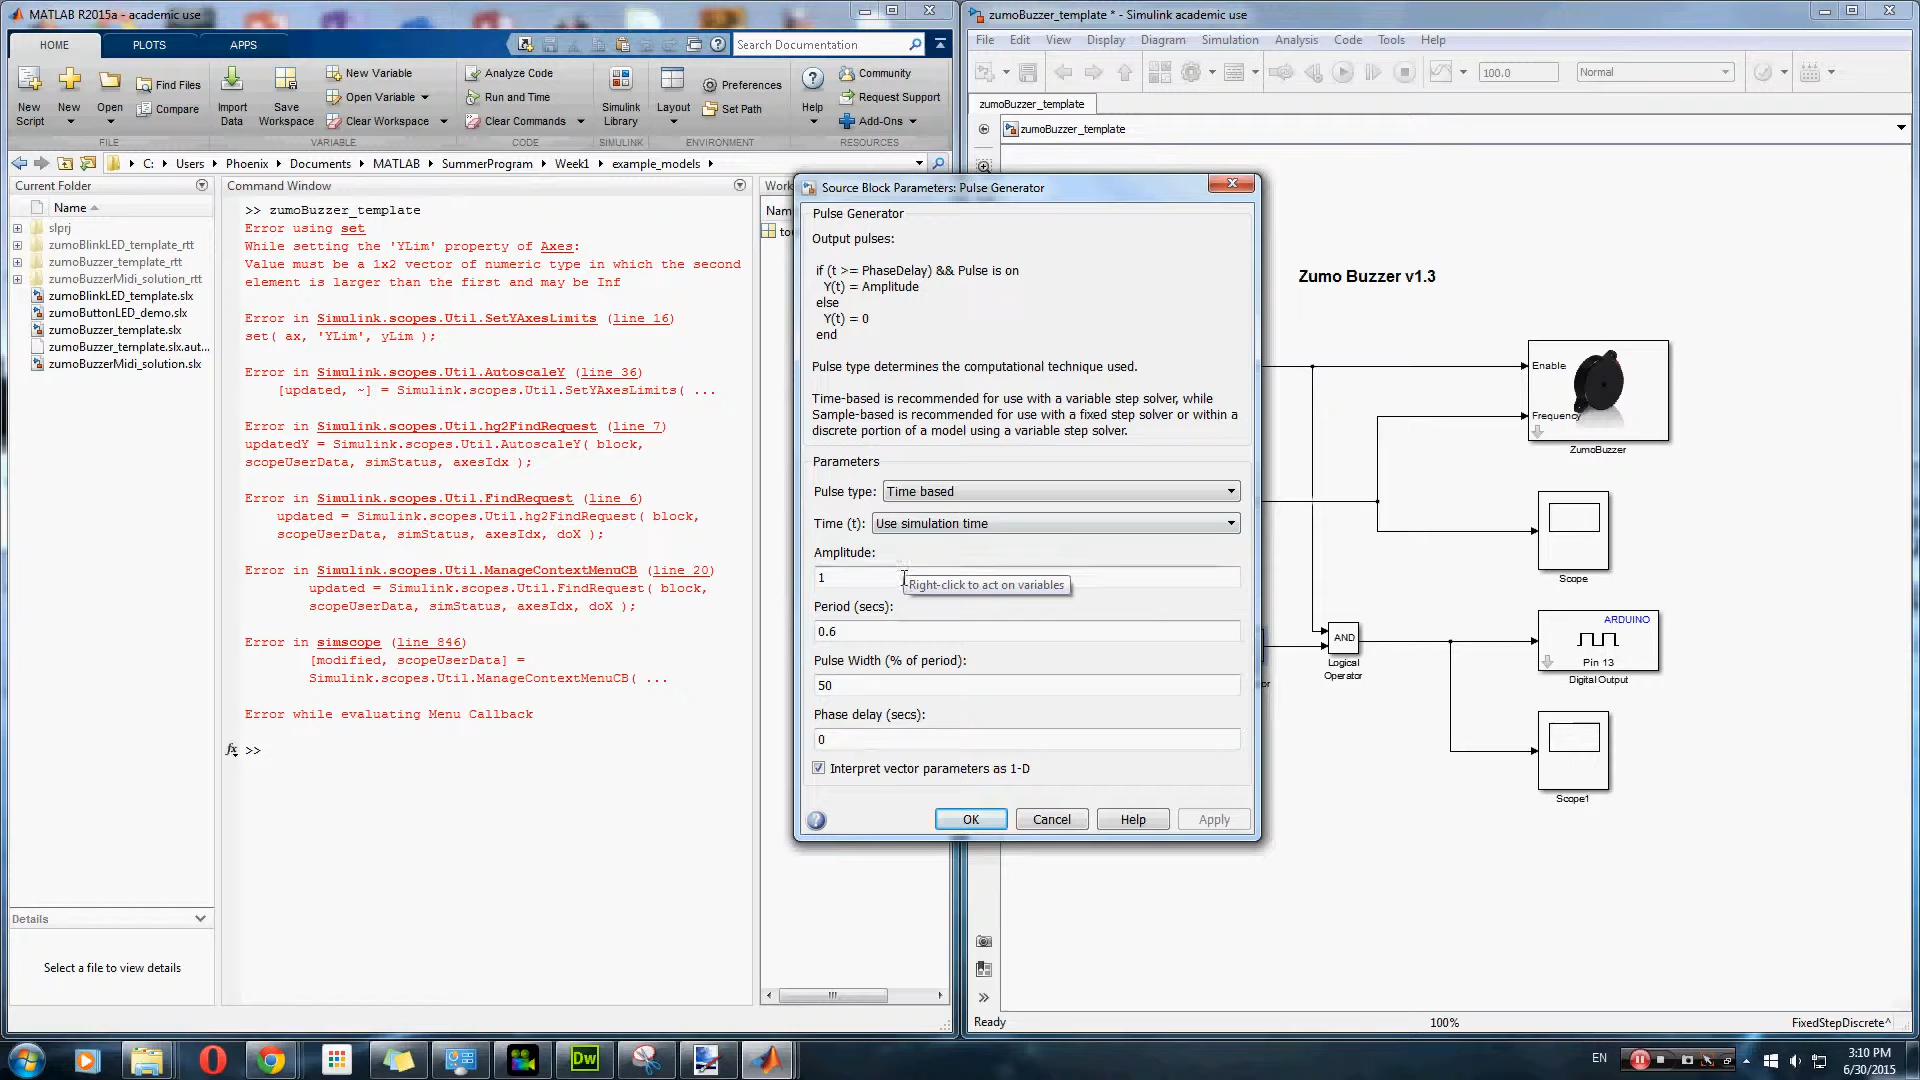 MATLAB R2015a - academic use
HOME
PLOTS
APPS
Search Documentation
New Script
New
Open
Find Files
Compare
Import Data
Save Workspace
New Variable
Open Variable
Clear Workspace
Analyze Code
Run and Time
Clear Commands
Simulink Library
Layout
Preferences
Set Path
Help
Community
Request Support
Add-Ons
FILE
VARIABLE
CODE
SIMULINK
ENVIRONMENT
RESOURCES
C: Users Phoenix Documents MATLAB SummerProgram Week1 example_models
Current Folder
Name
slprj
zumoBlinkLED_template_rtt
zumoBuzzer_template_rtt
zumoBuzzerMidi_solution_rtt
zumoBlinkLED_template.slx
zumoButtonLED_demo.slx
zumoBuzzer_template.slx
zumoBuzzer_template.slx.aut...
zumoBuzzerMidi_solution.slx
Details
Select a file to view details
Command Window
>> zumoBuzzer_template
Error using set
While setting the 'YLim' property of Axes:
Value must be a 1x2 vector of numeric type in which the second
element is larger than the first and may be Inf
Error in Simulink.scopes.Util.SetYAxesLimits (line 16)
set( ax, 'YLim', yLim );
Error in Simulink.scopes.Util.AutoscaleY (line 36)
[updated, ~] = Simulink.scopes.Util.SetYAxesLimits( ...
Error in Simulink.scopes.Util.hg2FindRequest (line 7)
updatedY = Simulink.scopes.Util.AutoscaleY( block,
scopeUserData, simStatus, axesIdx );
Error in Simulink.scopes.Util.FindRequest (line 6)
updated = Simulink.scopes.Util.hg2FindRequest( block,
scopeUserData, simStatus, axesIdx, doX );
Error in Simulink.scopes.Util.ManageContextMenuCB (line 20)
updated = Simulink.scopes.Util.FindRequest( block,
scopeUserData, simStatus, axesIdx, doX );
Error in simscope (line 846)
[modified, scopeUserData] =
Simulink.scopes.Util.ManageContextMenuCB( ...
Error while evaluating Menu Callback
fx >>
Source Block Parameters: Pulse Generator
Pulse Generator
Output pulses:
if (t >= PhaseDelay) && Pulse is on
Y(t) = Amplitude
else
Y(t) = 0
end
Pulse type determines the computational technique used.
Time-based is recommended for use with a variable step solver, while
Sample-based is recommended for use with a fixed step solver or within a
discrete portion of a model using a variable step solver.
Parameters
Pulse type: Time based
Time (t): Use simulation time
Amplitude:
1
Right-click to act on variables
Period (secs):
0.6
Pulse Width (% of period):
50
Phase delay (secs):
0
Interpret vector parameters as 1-D
OK
Cancel
Help
Apply
zumoBuzzer_template * - Simulink academic use
File Edit View Display Diagram Simulation Analysis Code Tools Help
100.0
Normal
zumoBuzzer_template
zumoBuzzer_template
Zumo Buzzer v1.3
Enable
Frequency
ZumoBuzzer
Scope
AND
Logical
Operator
ARDUINO
Pin 13
Digital Output
Scope1
Ready
100%
FixedStepDiscrete^
Dw
EN
3:10 PM
6/30/2015